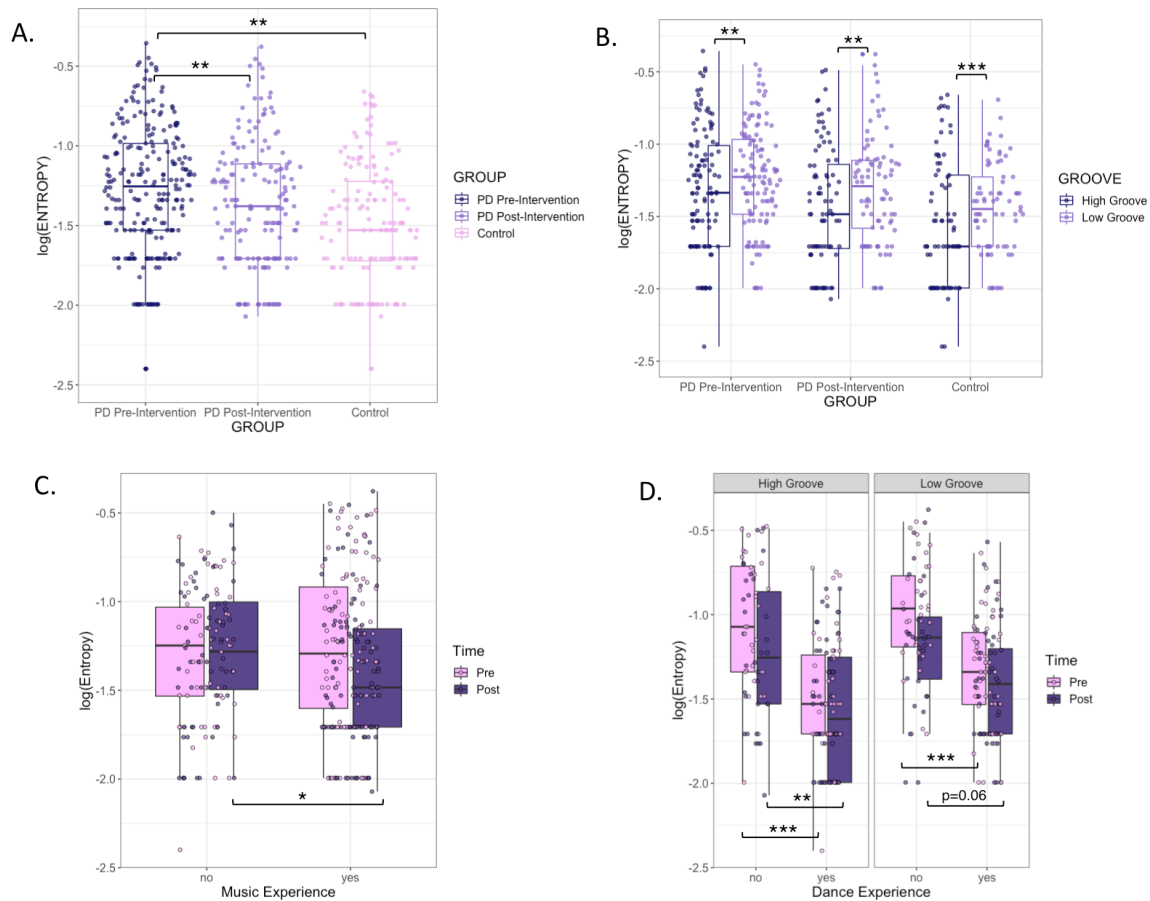 A.
**
**
-0.5
-1.0
-1.5
-2.0
-2.5
log(ENTROPY)
PD Pre-Intervention PD Post-Intervention Control
GROUP
GROUP
PD Pre-Intervention
PD Post-Intervention
Control
B.
** ** ***
-0.5
-1.0
-1.5
-2.0
-2.5
log(ENTROPY)
PD Pre-Intervention PD Post-Intervention Control
GROUP
GROOVE
High Groove
Low Groove
C.
-0.5
-1.0
-1.5
-2.0
-2.5
log(Entropy)
*
no yes
Music Experience
Time
Pre
Post
D.
High Groove Low Groove
-0.5
-1.0
-1.5
-2.0
-2.5
log(Entropy)
***
** p=0.06
***
no yes no yes
Dance Experience
Time
Pre
Post